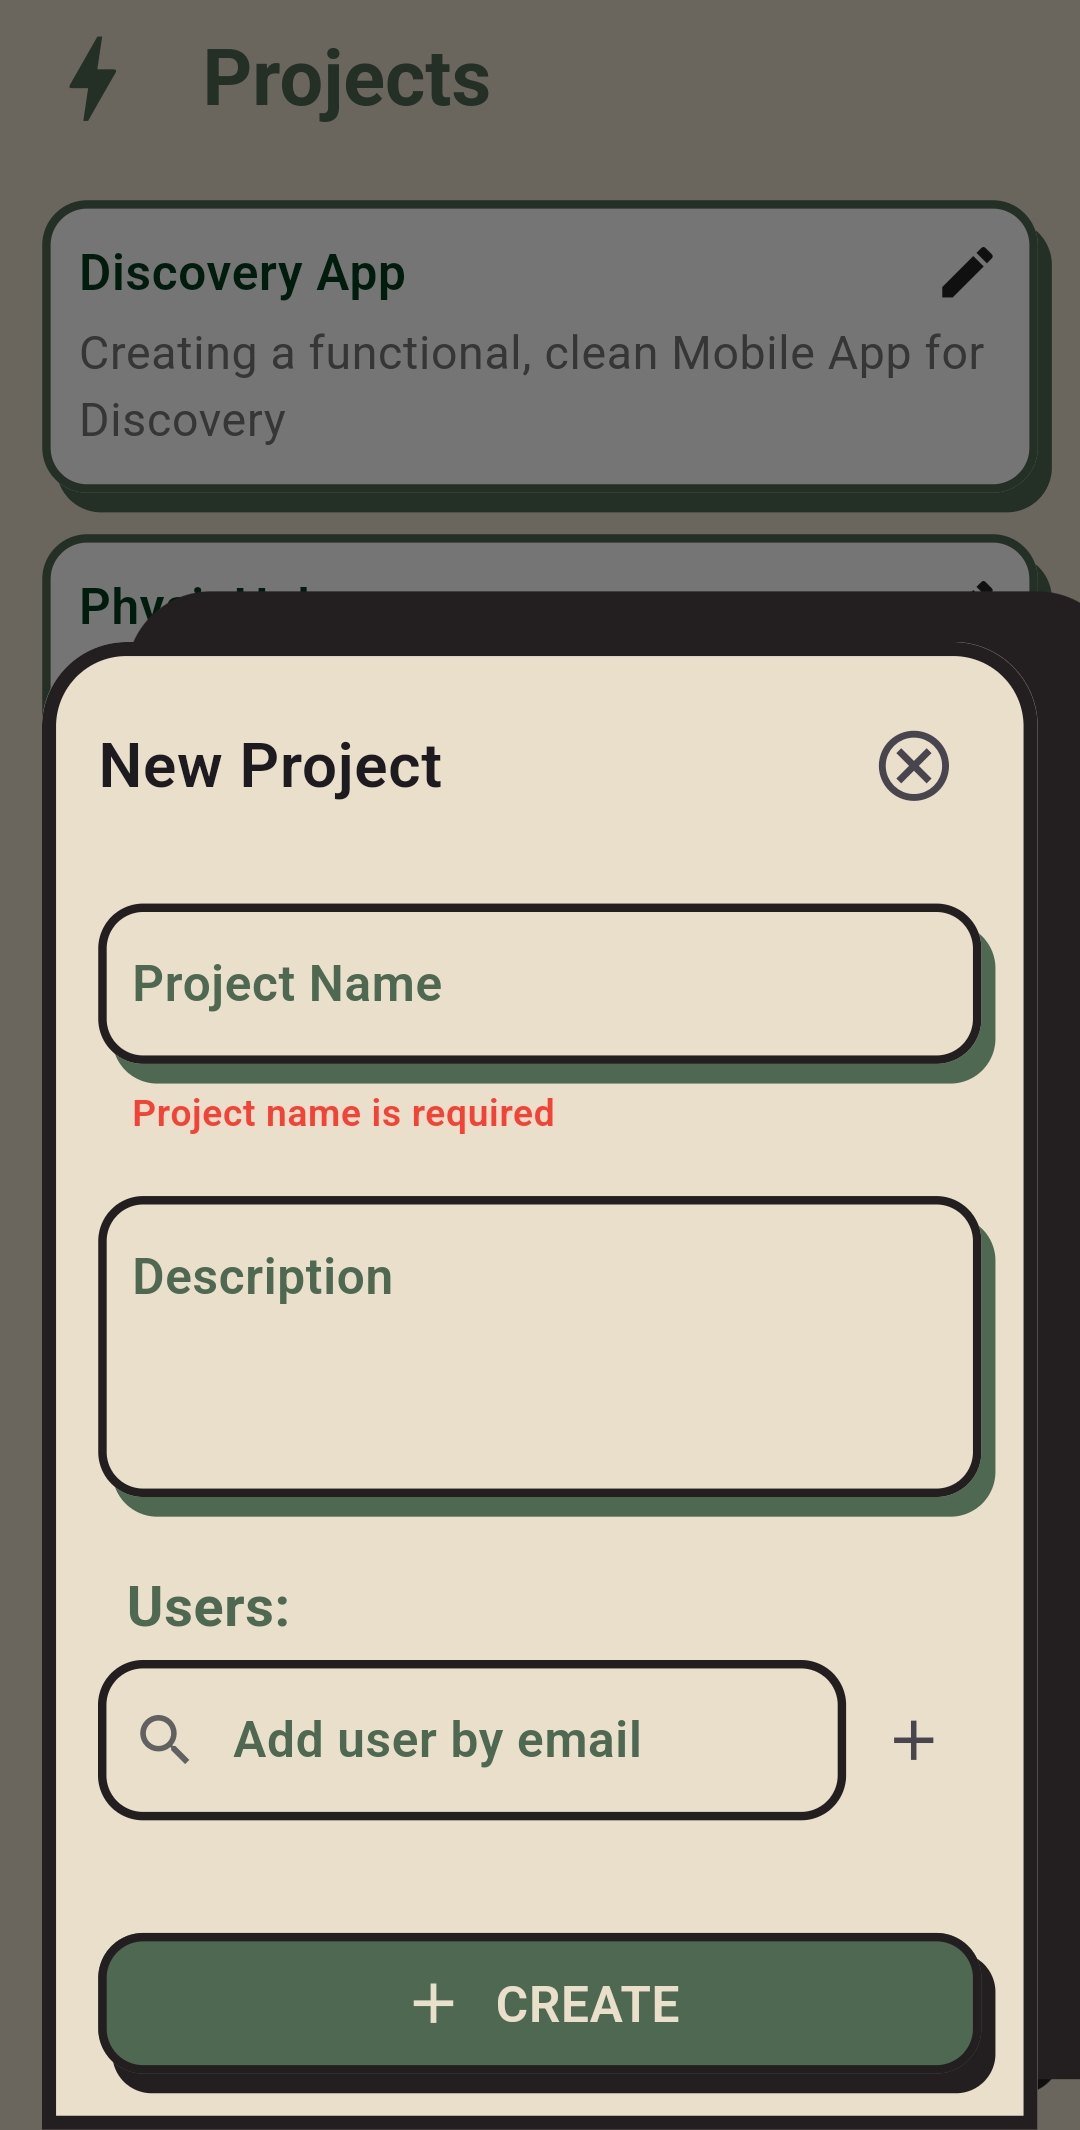 Projects
Discovery App
Creating a functional, clean Mobile App for
Discovery
New Project
Project Name
Project name is required
Description
Users:
Add user by email
CREATE